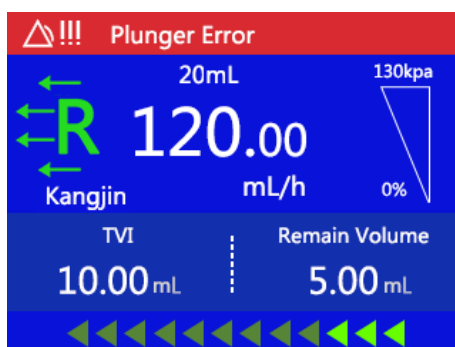 !!! Plunger Error
20mL
130kpa
R
120.00
mL/h
Kangjin
0%
TVI
Remain Volume
10.00 mL
5.00 mL